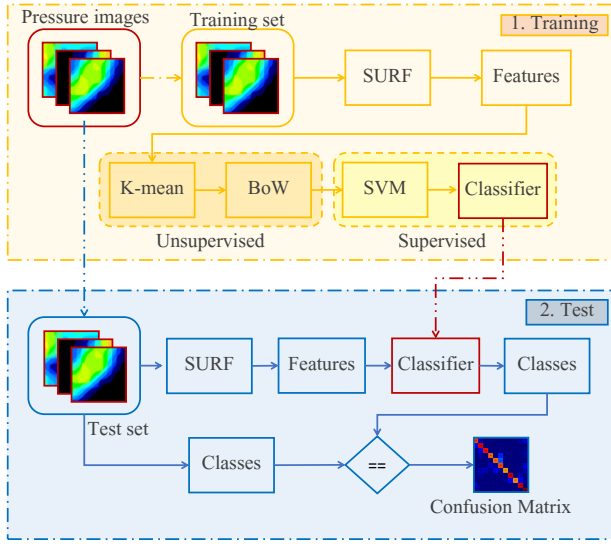 Pressure images
Training set
1. Training
SURF
Features
K-mean
BoW
SVM
Classifier
Unsupervised
Supervised
2. Test
SURF
Features
Classifier
Classes
Test set
Classes
==
Confusion Matrix